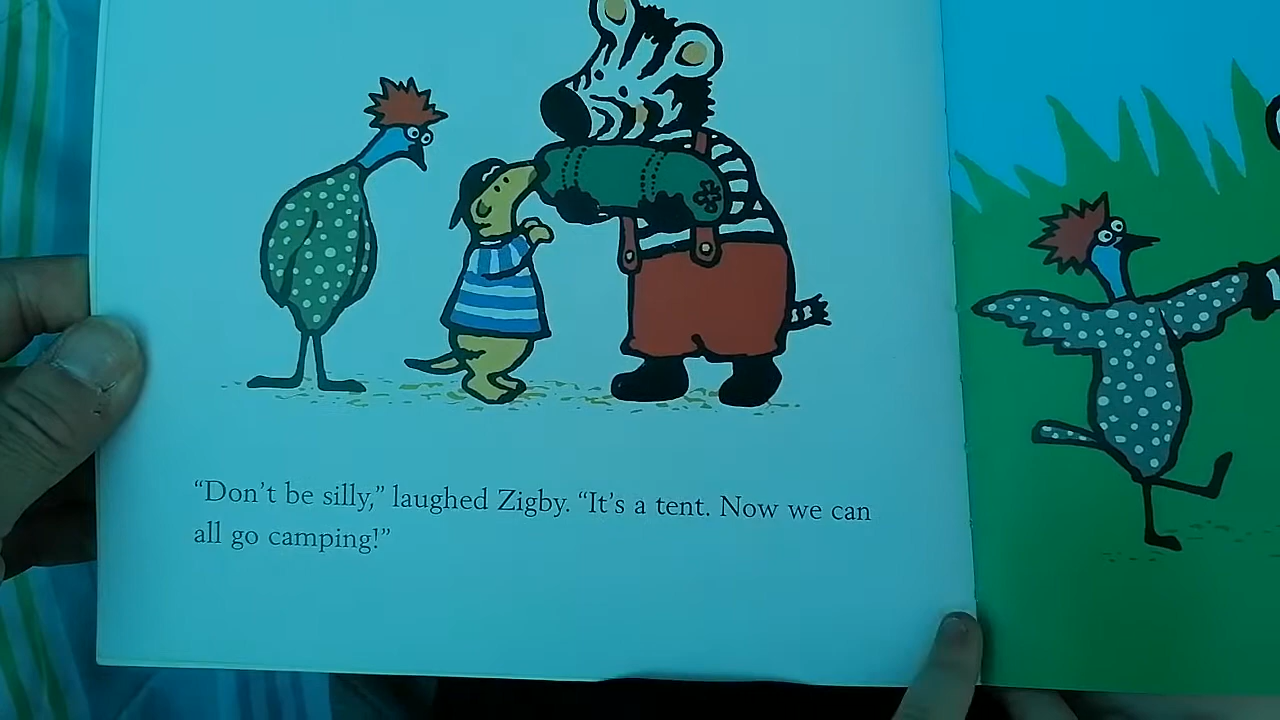 “Don’t be silly,” laughed Zigby. “It’s a tent. Now we can
all go camping!”